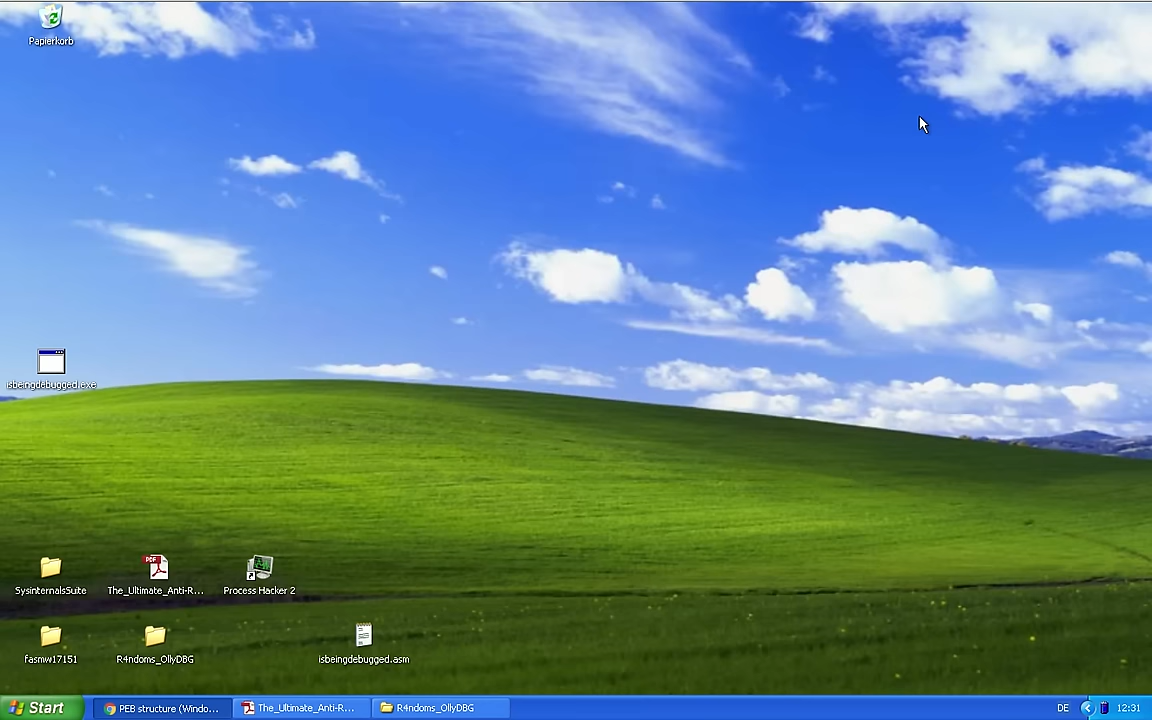 Papierkorb
isbeingdebugged.exe
SysinternalsSuite
The_Ultimate_Anti-R...
Process Hacker 2
fasmw17151
R4ndoms_OllyDBG
isbeingdebugged.asm
Start
PEB structure (Windo...
The_Ultimate_Anti-R...
R4ndoms_OllyDBG
DE
12:31